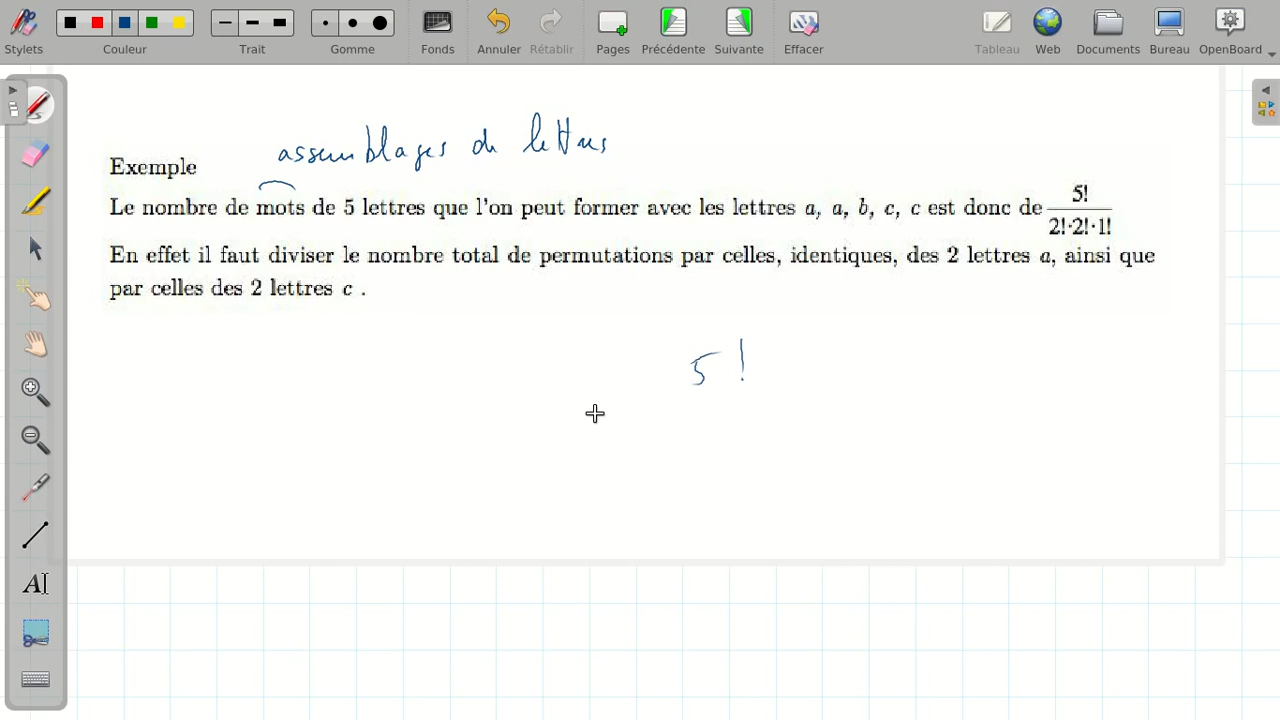 Stylets Couleur Trait Gomme Fonds Annuler Rétablir Pages Précédente Suivante Effacer Tableau Web Documents Bureau OpenBoard
assemblages de lettres
Exemple
Le nombre de mots de 5 lettres que l'on peut former avec les lettres a, a, b, c, c est donc de 5!/2!·2!·1!
En effet il faut diviser le nombre total de permutations par celles, identiques, des 2 lettres a, ainsi que
par celles des 2 lettres c .
5 !